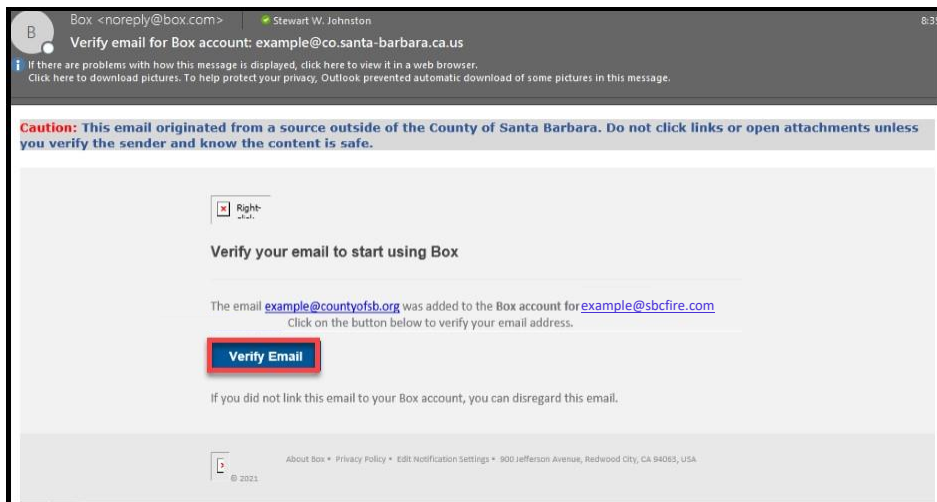 Box <noreply@box.com> Stewart W. Johnston 8:35
B
Verify email for Box account: example@co.santa-barbara.ca.us
If there are problems with how this message is displayed, click here to view it in a web browser.
Click here to download pictures. To help protect your privacy, Outlook prevented automatic download of some pictures in this message.
Caution: This email originated from a source outside of the County of Santa Barbara. Do not click links or open attachments unless
you verify the sender and know the content is safe.
Right-
Verify your email to start using Box
The email example@countyofsb.org was added to the Box account for example@sbcfire.com
Click on the button below to verify your email address.
Verify Email
If you did not link this email to your Box account, you can disregard this email.
About Box • Privacy Policy • Edit Notification Settings • 900 Jefferson Avenue, Redwood City, CA 94063, USA
© 2021